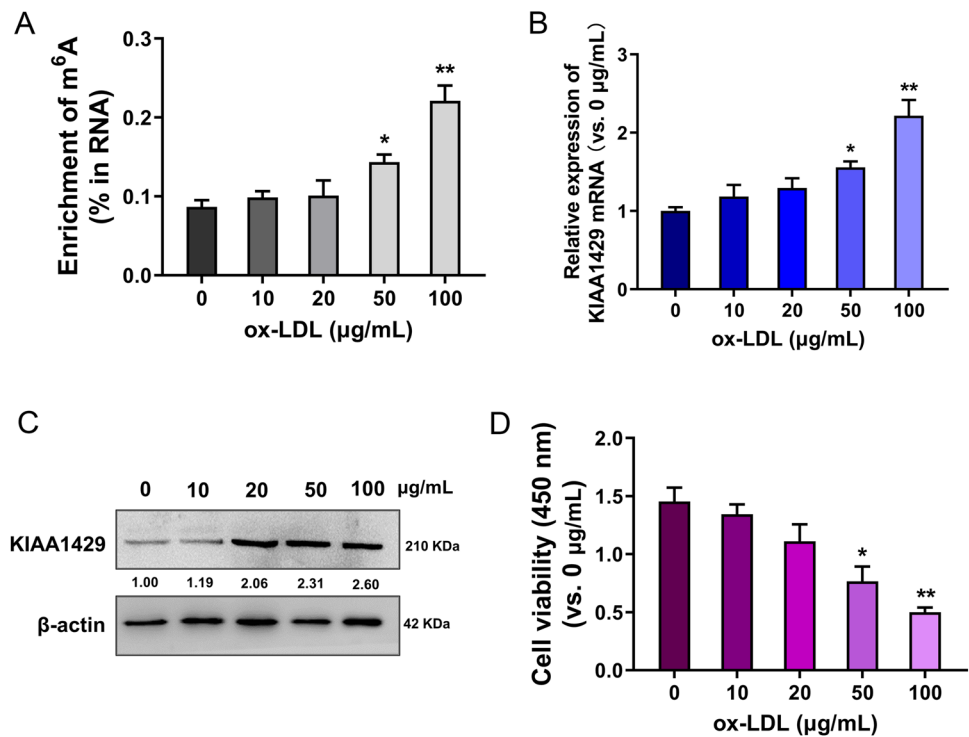 A
Enrichment of m⁶A
(% in RNA)
0.3
0.2
0.1
0.0
*
**
0 10 20 50 100
ox-LDL (μg/mL)
B
Relative expression of
KIAA1429 mRNA (vs. 0 μg/mL)
3
2
1
0
*
**
0 10 20 50 100
ox-LDL (μg/mL)
C
0 10 20 50 100 μg/mL
KIAA1429 210 KDa
1.00 1.19 2.06 2.31 2.60
β-actin 42 KDa
D
Cell viability (450 nm)
(vs. 0 μg/mL)
2.0
1.5
1.0
0.5
0.0
*
**
0 10 20 50 100
ox-LDL (μg/mL)